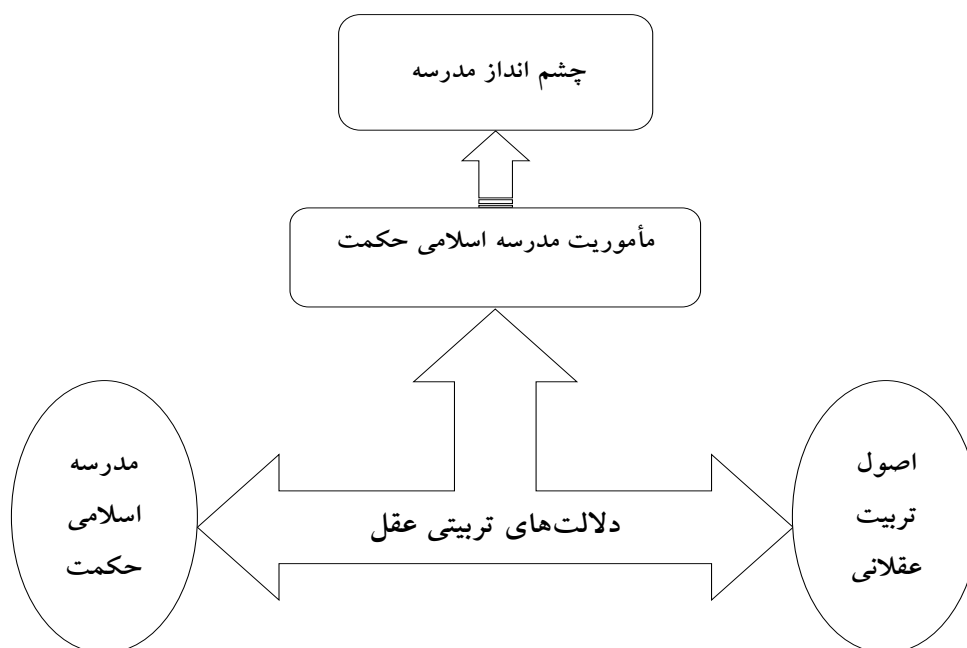 چشم انداز مدرسه
مأموریت مدرسه اسلامی حکمت
اصول
تربیت
عقلانی
دلالت‌های تربیتی عقل
مدرسه
اسلامی
حکمت